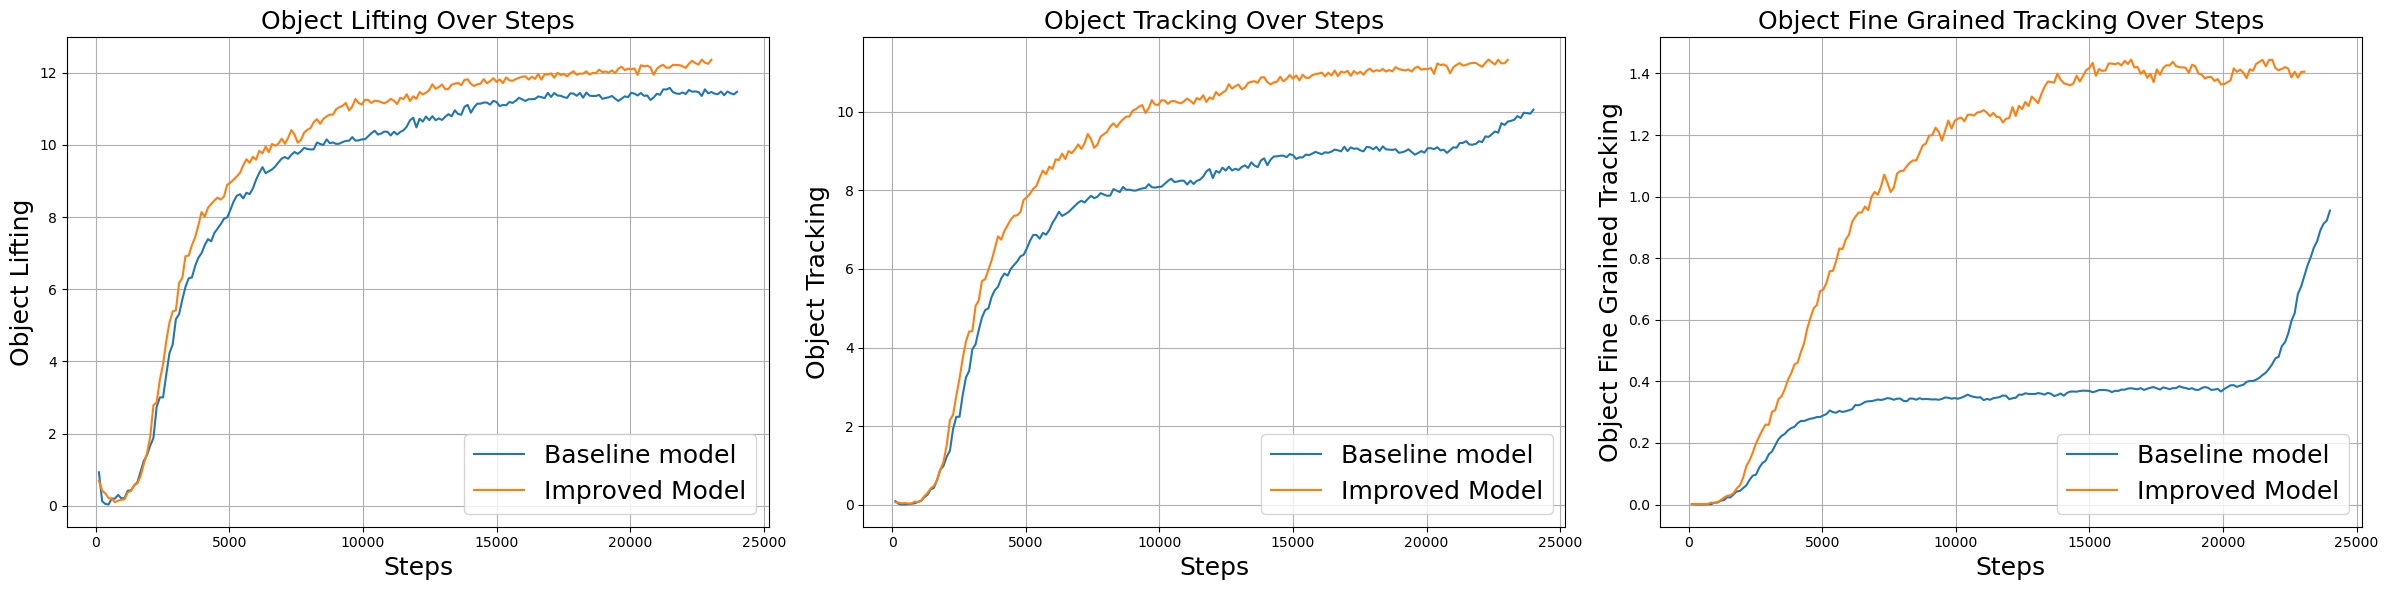 Object Lifting Over Steps
Object Lifting
12
10
8
6
4
2
0
0 5000 10000 15000 20000 25000
Steps
Baseline model
Improved Model
Object Tracking Over Steps
Object Tracking
10
8
6
4
2
0
0 5000 10000 15000 20000 25000
Steps
Baseline model
Improved Model
Object Fine Grained Tracking Over Steps
Object Fine Grained Tracking
1.4
1.2
1.0
0.8
0.6
0.4
0.2
0.0
0 5000 10000 15000 20000 25000
Steps
Baseline model
Improved Model